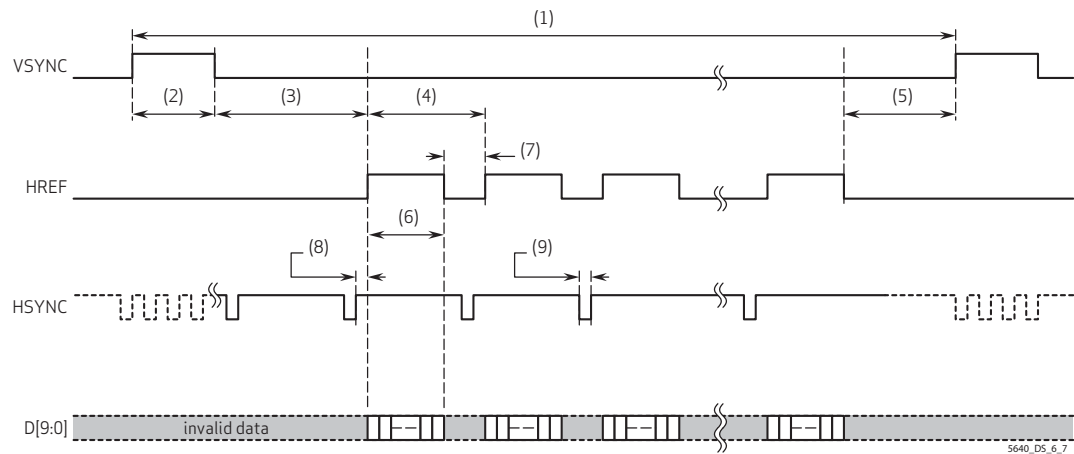 (1)
VSYNC
(2)
(3)
(4)
(5)
(7)
HREF
(6)
(8)
(9)
HSYNC
D[9:0]
invalid data
5640_DS_6_7